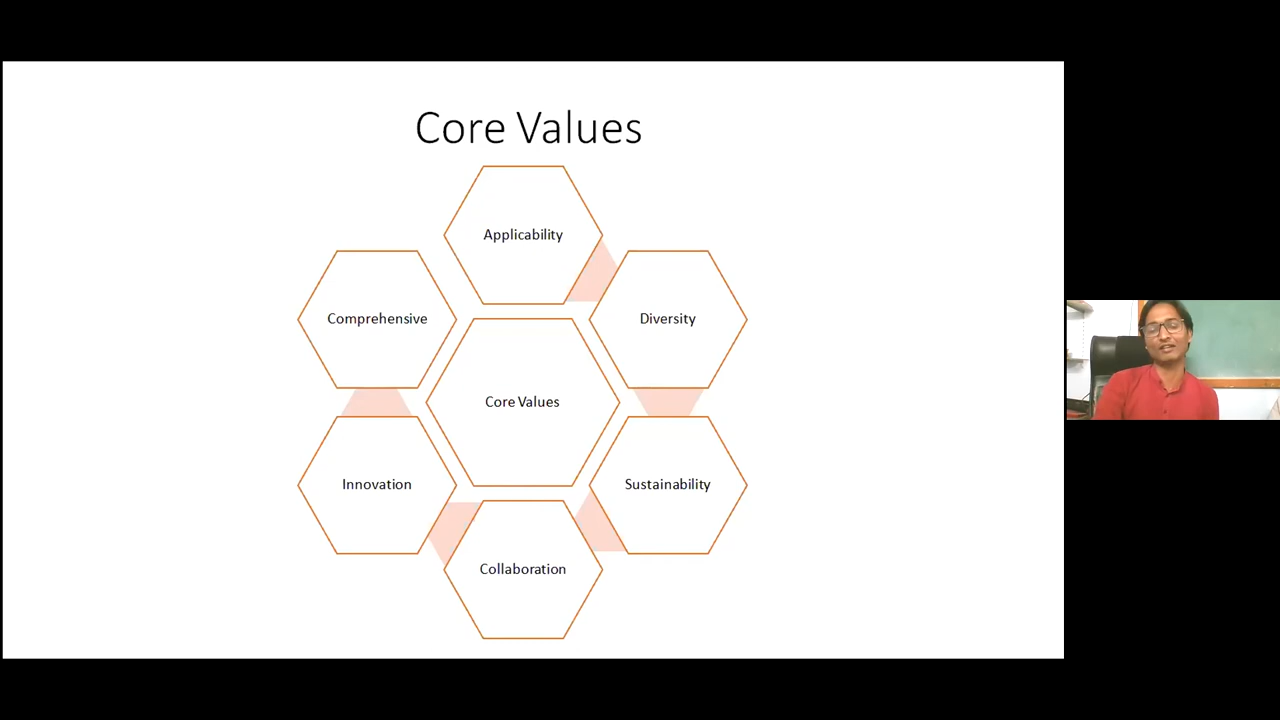 Core Values
Applicability
Comprehensive
Diversity
Core Values
Innovation
Sustainability
Collaboration